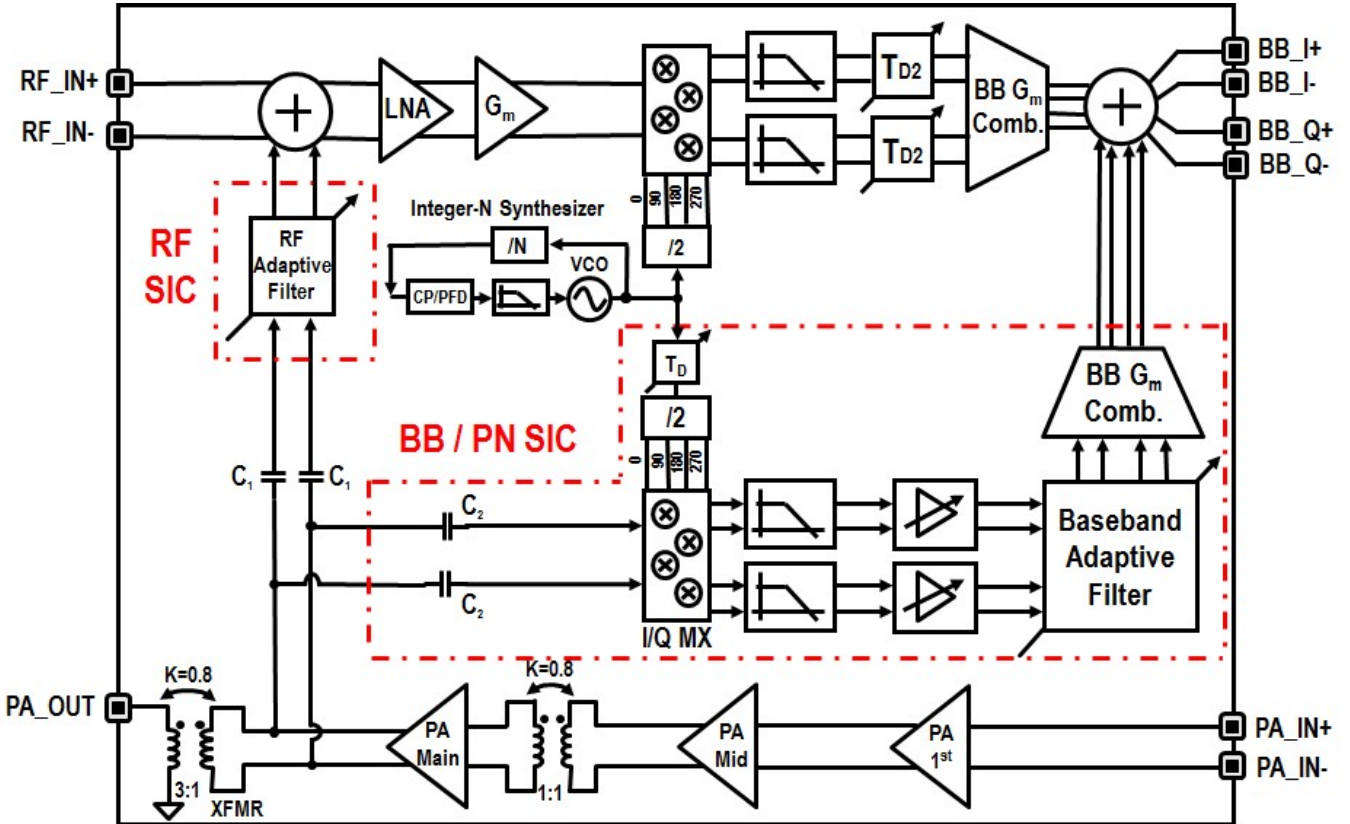 RF_IN+
RF_IN-
+
LNA
Gm
TD2
TD2
BB Gm
Comb.
+
BB_I+
BB_I-
BB_Q+
BB_Q-
0
90
180
270
/2
RF
SIC
RF
Adaptive
Filter
Integer-N Synthesizer
/N
VCO
CP/PFD
TD
/2
0
90
180
270
BB / PN SIC
BB Gm
Comb.
C1
C1
C2
C2
I/Q MX
Baseband
Adaptive
Filter
PA_OUT
K=0.8
3:1
XFMR
PA
Main
K=0.8
1:1
PA
Mid
PA
1st
PA_IN+
PA_IN-